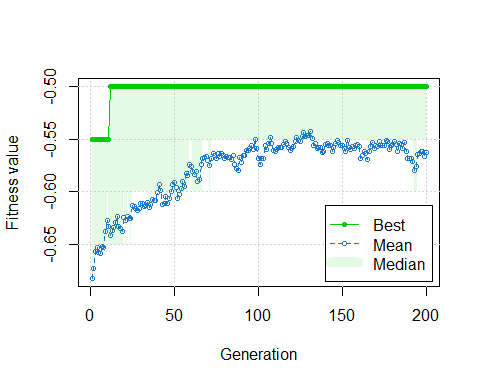 -0.50
-0.55
-0.60
-0.65
Fitness value
Best
Mean
Median
0
50
100
150
200
Generation